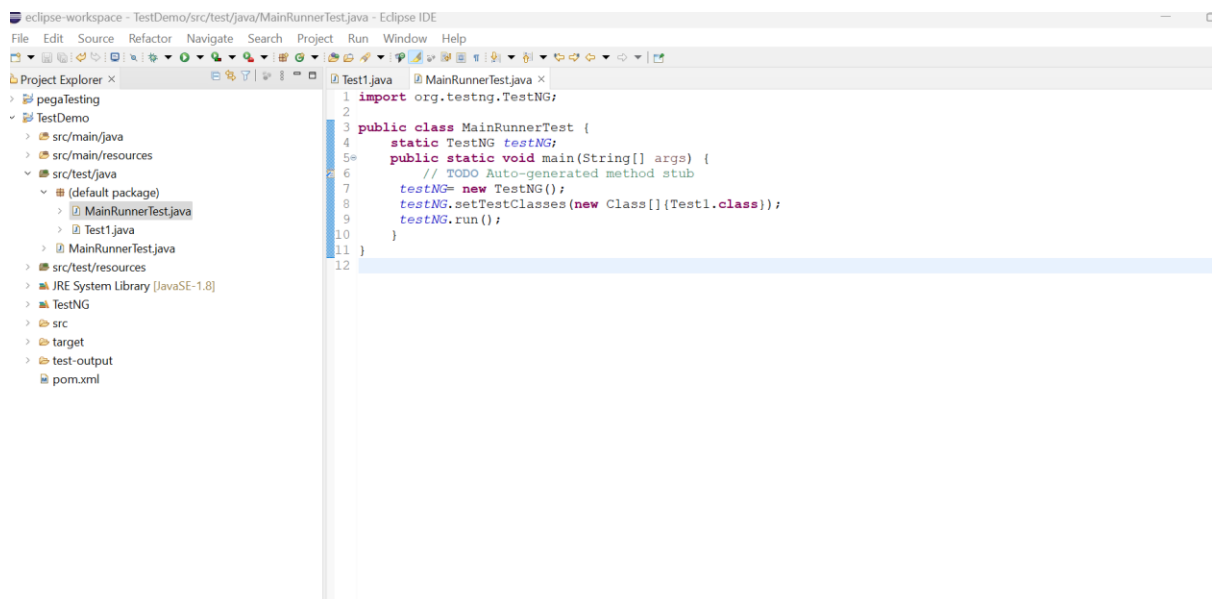 eclipse-workspace - TestDemo/src/test/java/MainRunnerTest.java - Eclipse IDE
File Edit Source Refactor Navigate Search Project Run Window Help
Project Explorer
pegaTesting
TestDemo
src/main/java
src/main/resources
src/test/java
(default package)
MainRunnerTest.java
Test1.java
MainRunnerTest.java
src/test/resources
JRE System Library [JavaSE-1.8]
TestNG
src
target
test-output
pom.xml
Test1.java MainRunnerTest.java
1 import org.testng.TestNG;
2
3 public class MainRunnerTest {
4 static TestNG testNG;
5 public static void main(String[] args) {
6 // TODO Auto-generated method stub
7 testNG= new TestNG();
8 testNG.setTestClasses(new Class[]{Test1.class});
9 testNG.run();
10 }
11 }
12